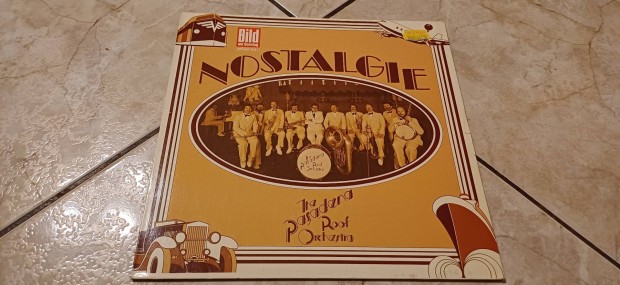 Bild
NOSTALGIE
The
Pasadena
Roof
Orchestra